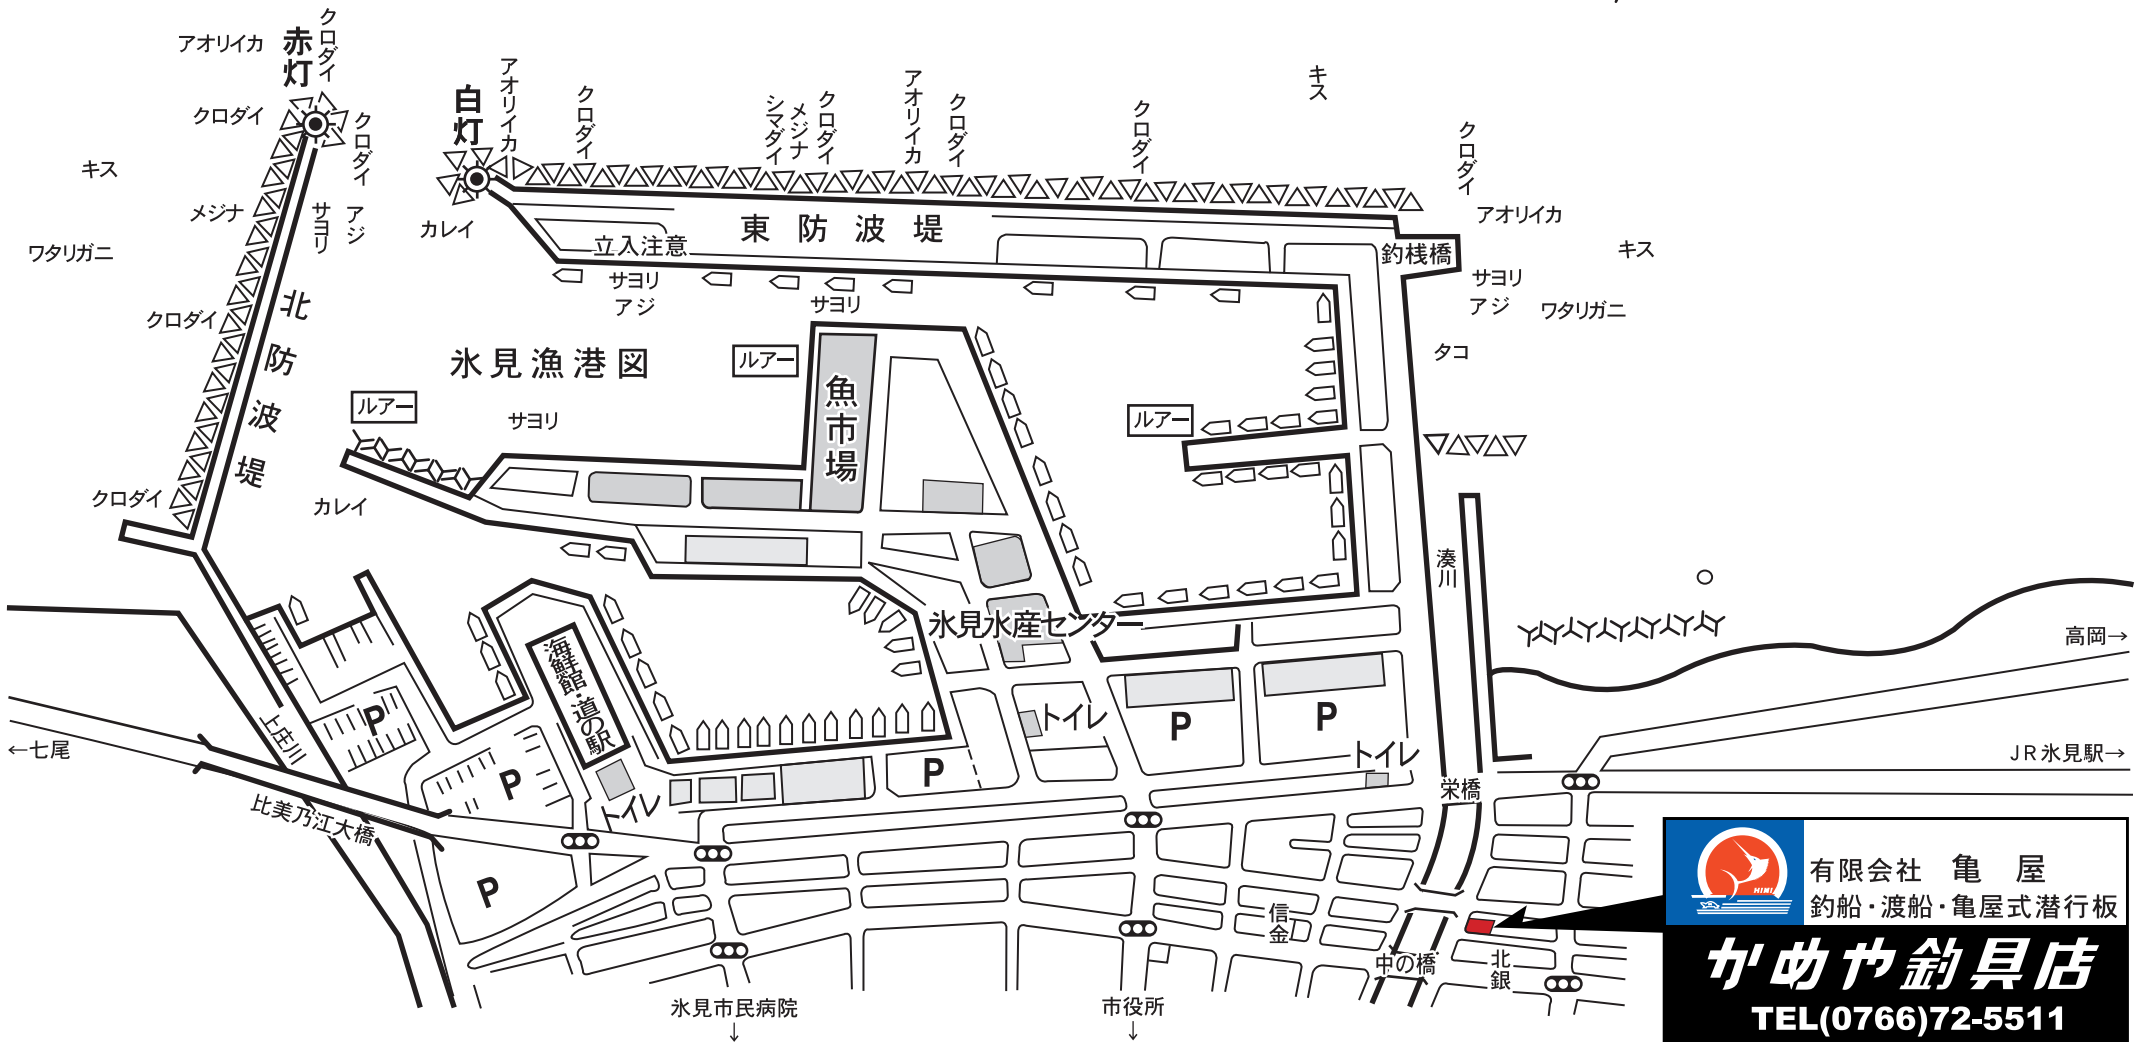 アオリイカ
赤灯
クロダイ
クロダイ
クロダイ
キス
メジナ
サヨリ
アジ
ワタリガニ
クロダイ
クロダイ
北防波堤
白灯
アオリイカ
カレイ
クロダイ
シマダイ
メジナ
クロダイ
アオリイカ
クロダイ
クロダイ
キス
クロダイ
アオリイカ
キス
東防波堤
立入注意
釣桟橋
サヨリ
アジ
ワタリガニ
タコ
サヨリ
アジ
サヨリ
氷見漁港図
ルアー
ルアー
ルアー
サヨリ
カレイ
魚市場
湊川
氷見水産センター
海鮮館・道の駅
上庄川
比美乃江大橋
←七尾
高岡→
JR氷見駅→
P
P
P
P
P
P
トイレ
トイレ
トイレ
栄橋
信金
中の橋
北銀
氷見市民病院
↓
市役所
↓
HIMI
有限会社 亀屋
釣船・渡船・亀屋式潜行板
かめや釣具店
TEL(0766)72-5511